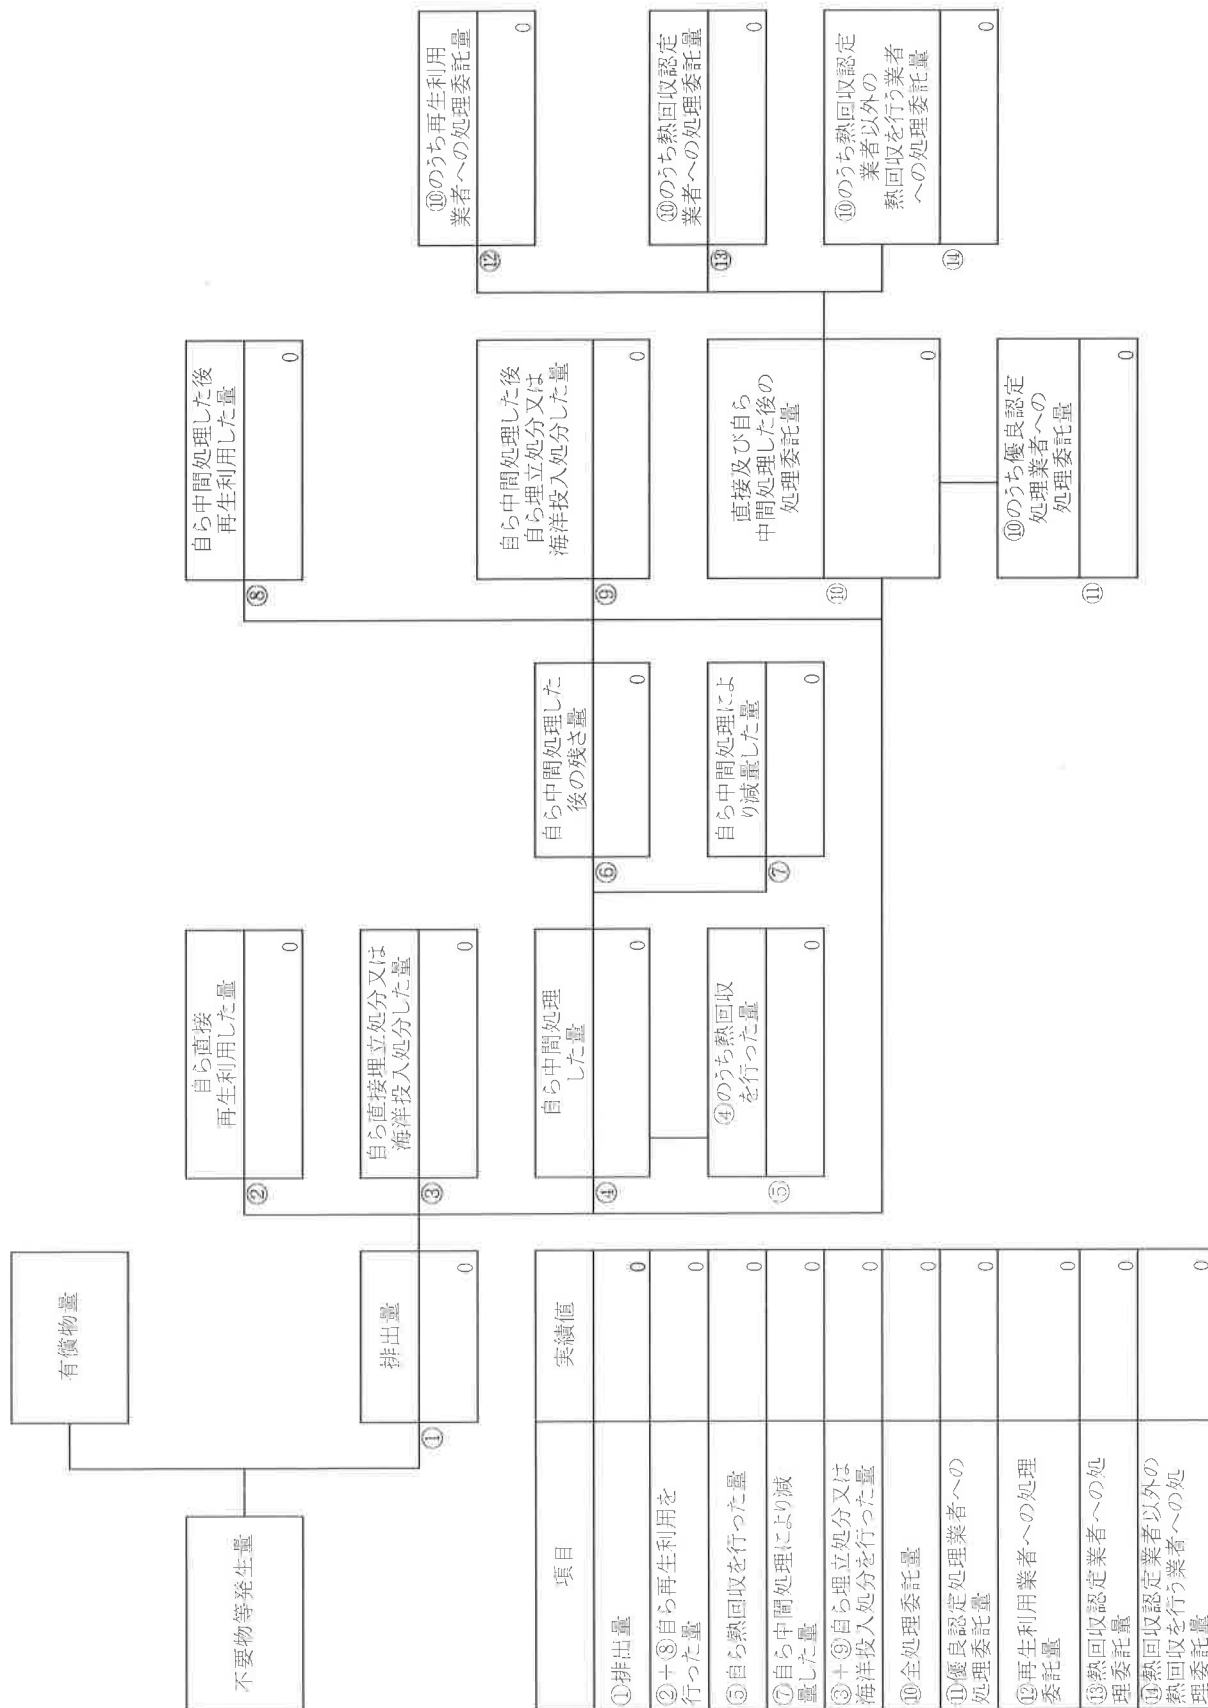 不要物等発生量
有償物量
排出量
①
0
自ら直接
再生利用した量
②
0
自ら直接埋立処分又は
海洋投入処分した量
③
0
自ら中間処理
した量
④
0
④のうち熱回収
を行った量
⑤
0
自ら中間処理した
後の残さ量
⑥
0
自ら中間処理によ
り減量した量
⑦
0
自ら中間処理した後
再生利用した量
⑧
0
自ら中間処理した後
自ら埋立処分又は
海洋投入処分した量
⑨
0
直接及び自ら
中間処理した後の
処理委託量
⑩
0
⑩のうち優良認定
処理業者への
処理委託量
⑪
0
⑩のうち再生利用
業者への処理委託量
⑫
0
⑩のうち熱回収認定
業者への処理委託量
⑬
0
⑩のうち熱回収認定
業者以外の
熱回収を行う業者
への処理委託量
⑭
0
項目 実績値
①排出量 0
②+⑧自ら再生利用を
行った量 0
⑤自ら熱回収を行った量 0
⑦自ら中間処理により減
量した量 0
③+⑨自ら埋立処分又は
海洋投入処分を行った量 0
⑩全処理委託量 0
⑪優良認定処理業者への
処理委託量 0
⑫再生利用業者への処理
委託量 0
⑬熱回収認定業者への処
理委託量 0
⑭熱回収認定業者以外の
熱回収を行う業者への処
理委託量 0